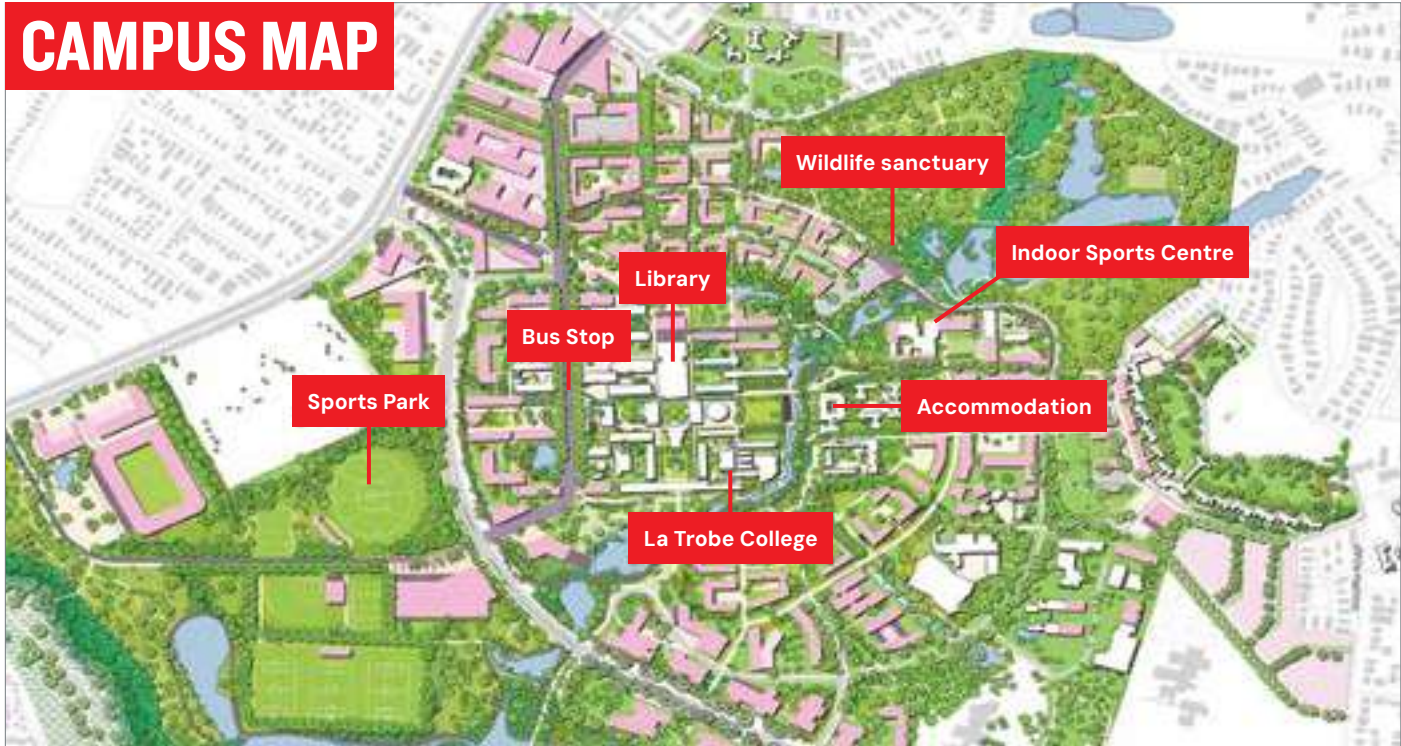 CAMPUS MAP
Wildlife sanctuary
Indoor Sports Centre
Library
Bus Stop
Sports Park
Accommodation
La Trobe College